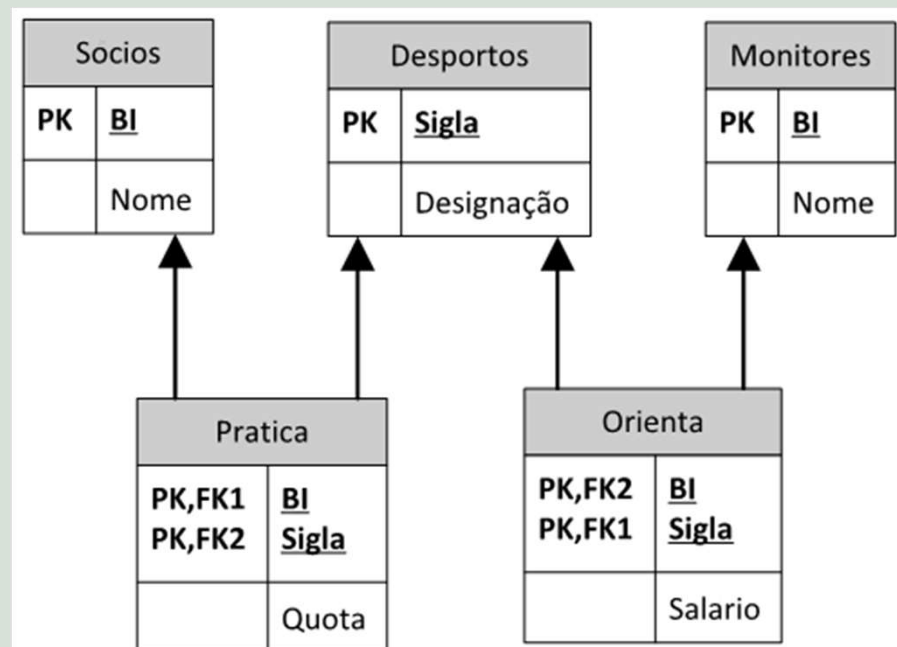 Sócios
PK BI
Nome
Desportos
PK Sigla
Designação
Monitores
PK BI
Nome
Pratica
PK,FK1 BI
PK,FK2 Sigla
Quota
Orienta
PK,FK2 BI
PK,FK1 Sigla
Salario